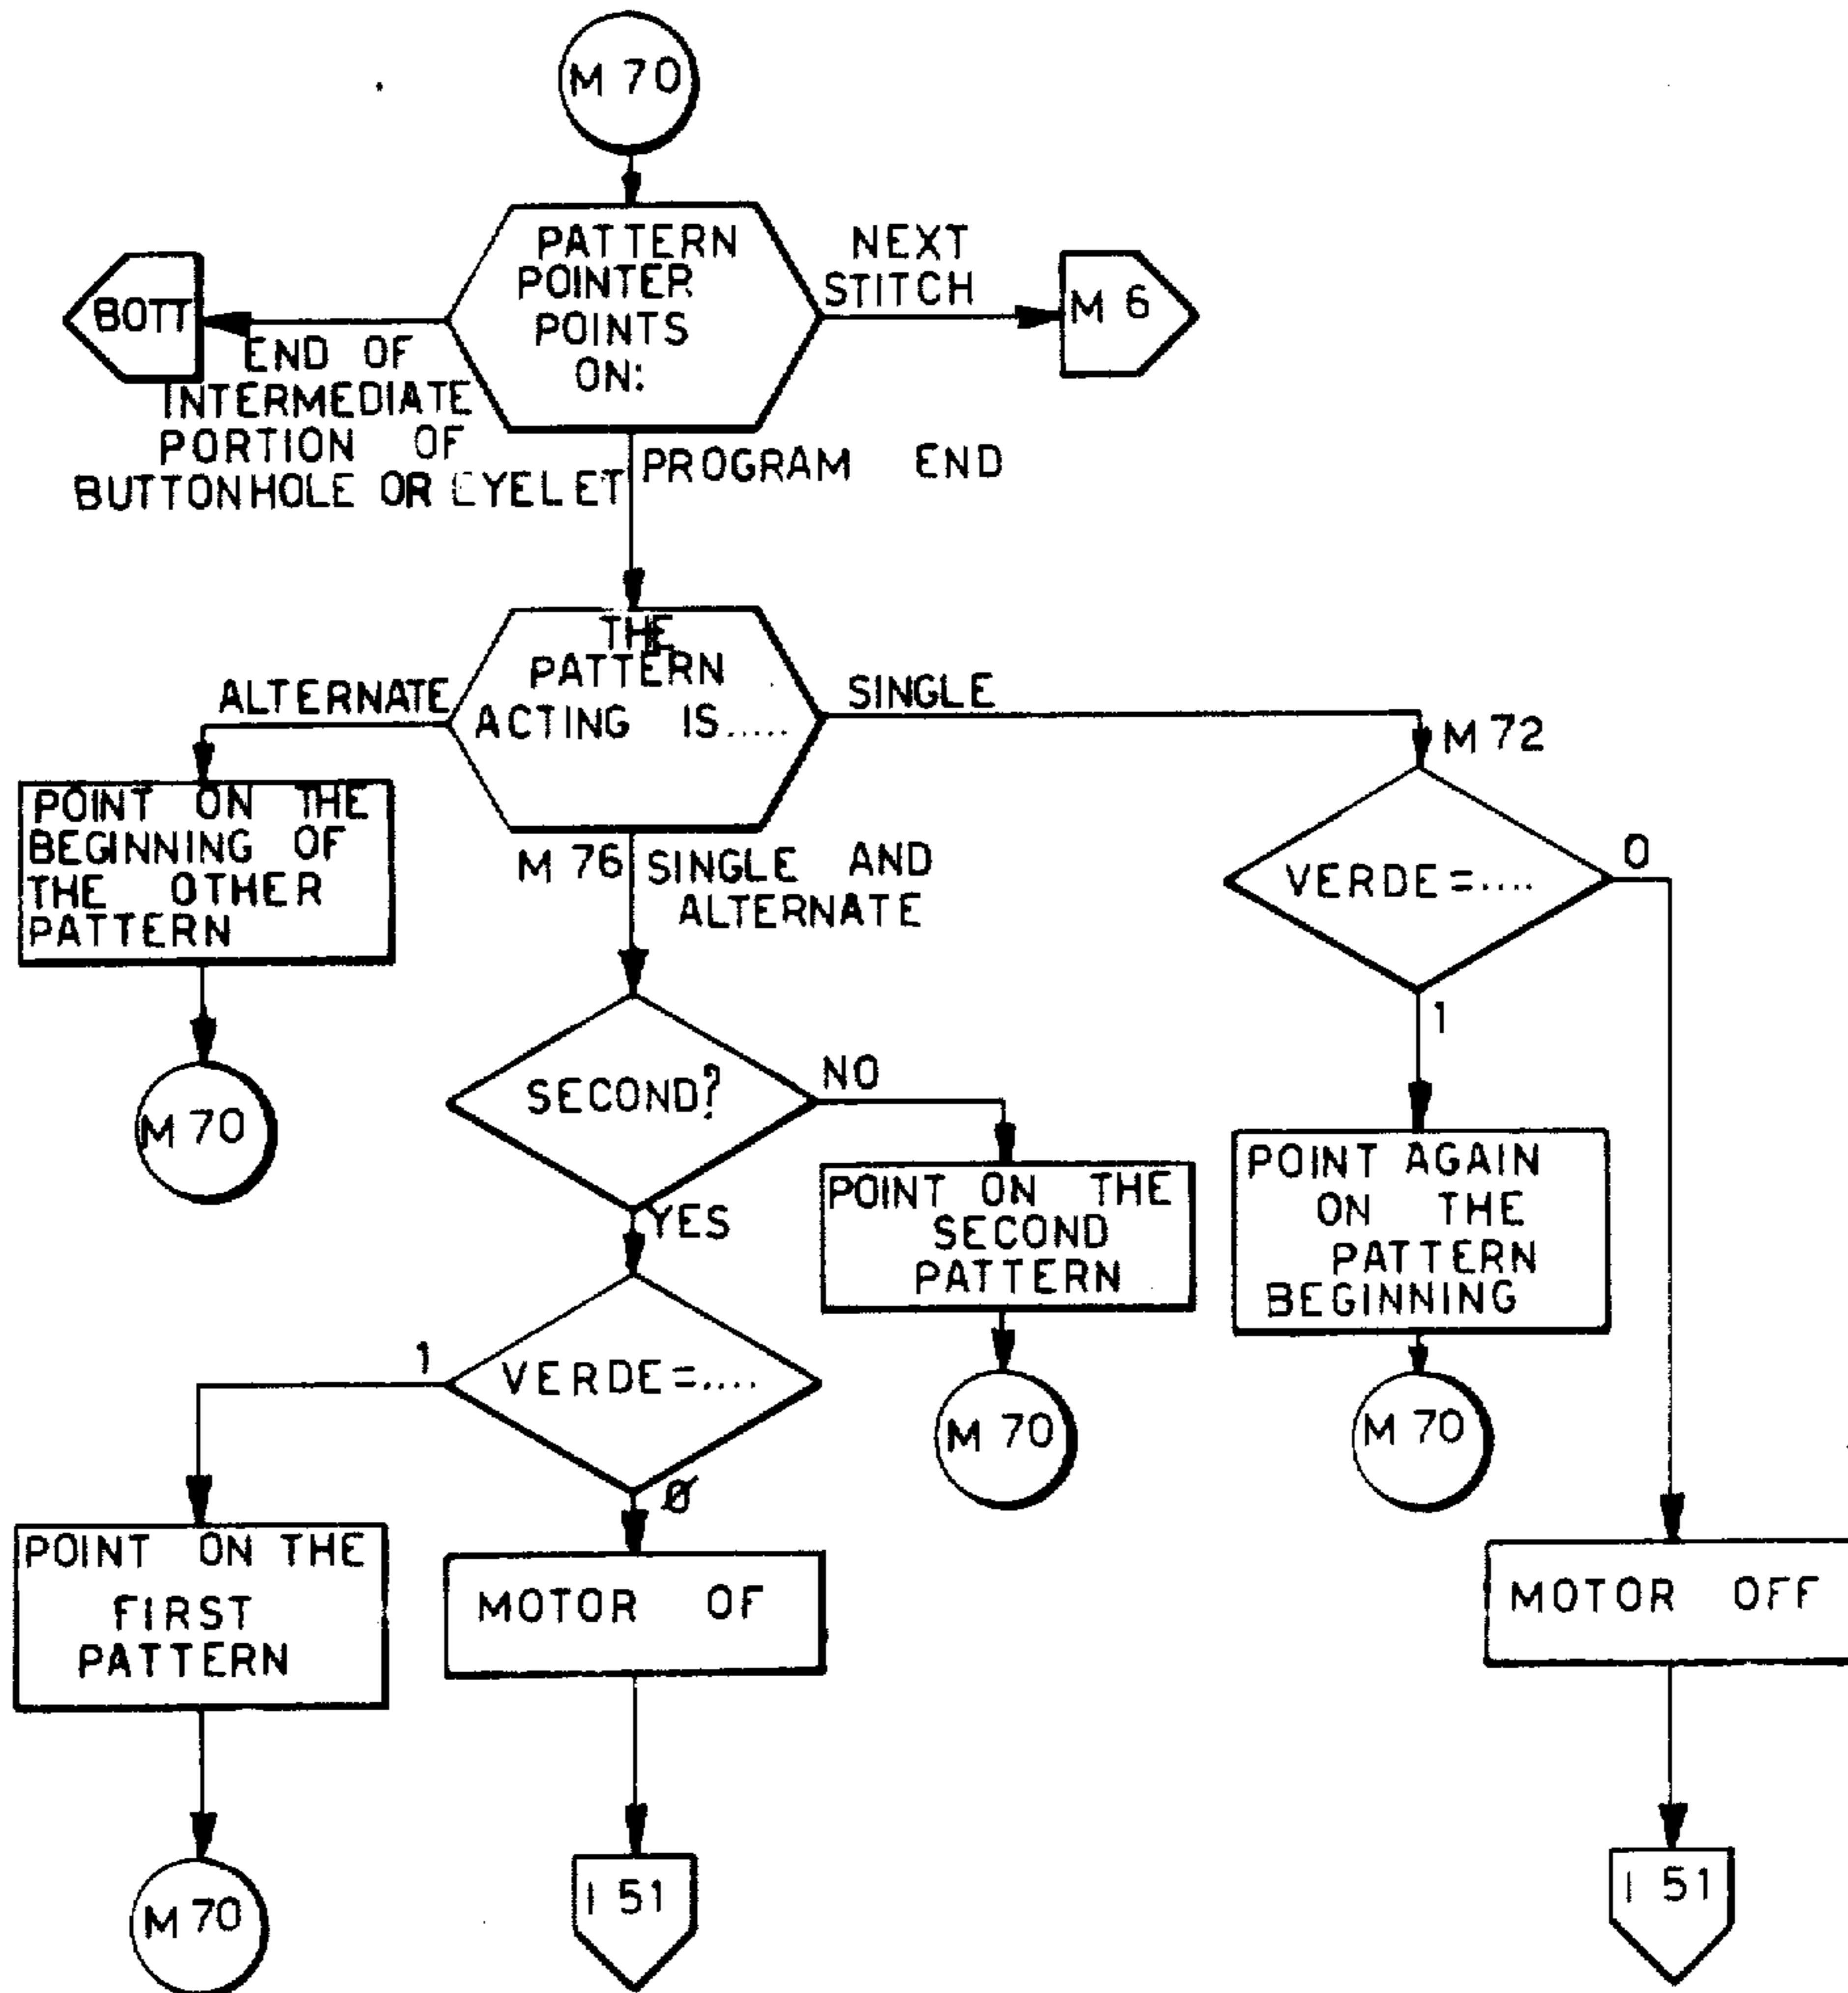 M 70
PATTERN
POINTER
POINTS
ON:
NEXT
STITCH
M 6
BOTT
END OF
INTERMEDIATE
PORTION OF
BUTTONHOLE OR EYELET
PROGRAM END
THE
PATTERN
ACTING IS.....
ALTERNATE
SINGLE
M 72
POINT ON THE
BEGINNING OF
THE OTHER
PATTERN
M 70
M 76
SINGLE AND
ALTERNATE
VERDE=....
0
1
SECOND?
NO
YES
POINT ON THE
SECOND
PATTERN
M 70
POINT AGAIN
ON THE
PATTERN
BEGINNING
M 70
VERDE=....
1
Ø
POINT ON THE
FIRST
PATTERN
M 70
MOTOR OF
I 51
MOTOR OFF
I 51